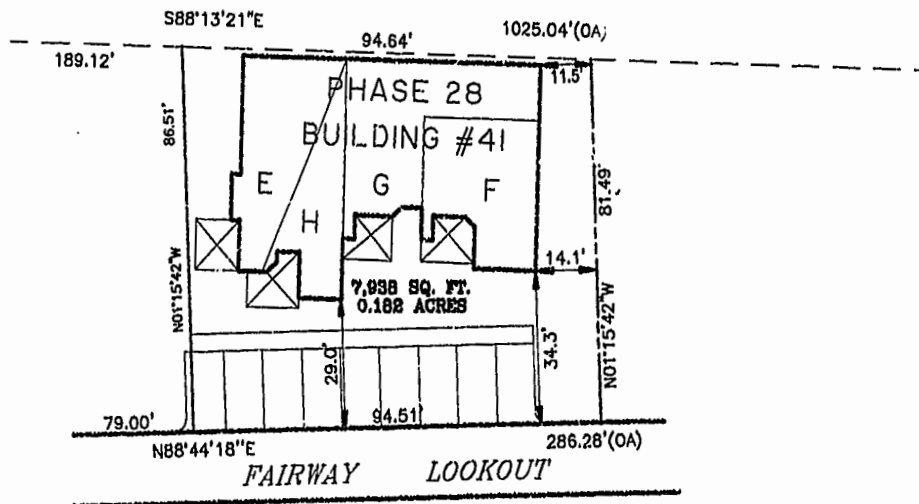 S88°13'21"E
1025.04'(OA)
94.64'
189.12'
11.5'
PHASE 28
86.51'
BUILDING #41
E
G
F
H
81.49'
14.1'
7,938 SQ. FT.
0.182 ACRES
N01°15'42"W
N01°15'42"W
29.0'
34.3'
79.00'
94.51'
N88°44'18"E
286.28'(OA)
FAIRWAY LOOKOUT